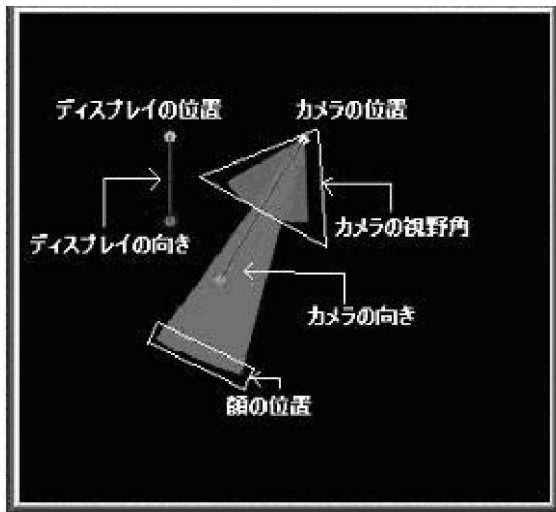 ディスプレイの位置
カメラの位置
ディスプレイの向き
カメラの視野角
カメラの向き
顔の位置